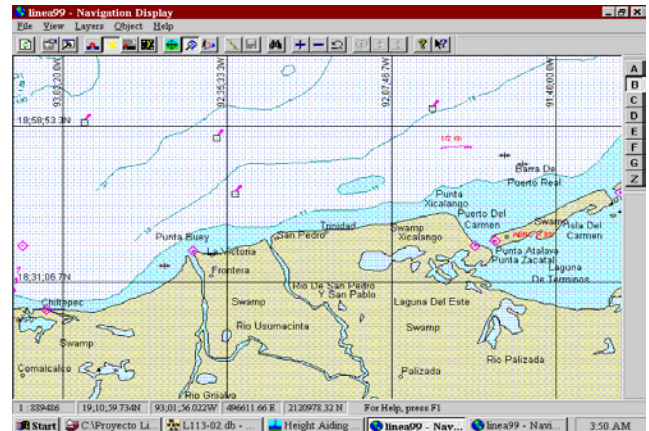 linea99 - Navigation Display
File View Layers Object Help
93;03;20.0W
92;35;33.3W
92;07;46.7W
91;40;00.0W
A
B
C
D
E
F
G
Z
18;58;53.3N
1/2 Km
Barra De
Puerto Real
Punta
Xicalango
Puerto Del
Carmen
Trinidad
Swamp
Xicalango
Swamp
Isla Del
Carmen
Punta Buey
San Pedro
La Victoria
Punta Atalaya
Punta Zacatal
Frontera
Laguna
De Terminos
18;31;06.7N
Rio De San Pedro
Y San Pablo
Chiltepec
Swamp
Laguna Del Este
Rio Usumacinta
Swamp
Swamp
Rio Palizada
Comalcalco
Palizada
Rio Grijalva
1 : 889486 19;10;59.734N 93;01;56.022W 496611.66 E 2120978.32 N For Help, press F1
Start C:\Proyecto Li... L113-02 db - ... Height Aiding ... linea99 - Nav... linea99 - Navi... 3:50 AM